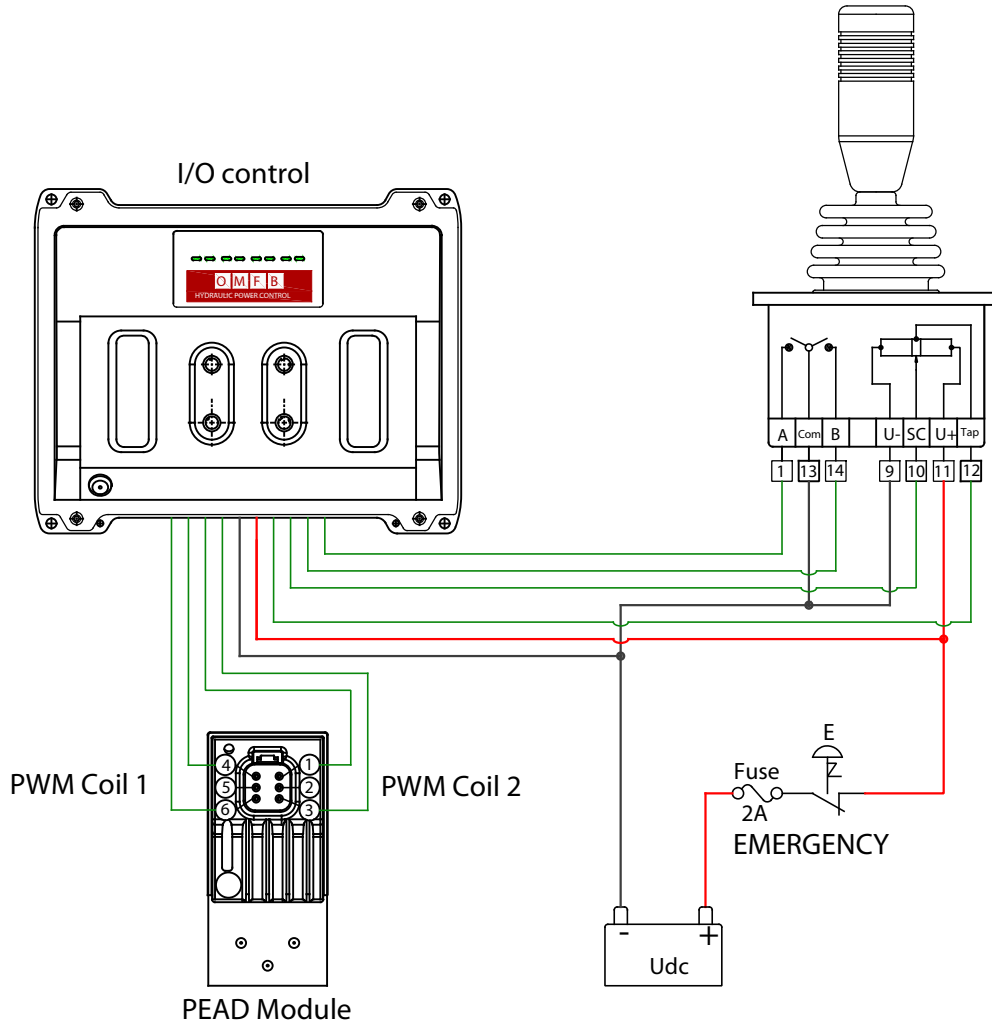 I/O control
O M F B
HYDRAULIC POWER CONTROL
A Com B U- SC U+ Tap
1 13 14 9 10 11 12
4 1
PWM Coil 1 5 2 PWM Coil 2
6 3
E
Fuse
2A
EMERGENCY
- +
Udc
PEAD Module